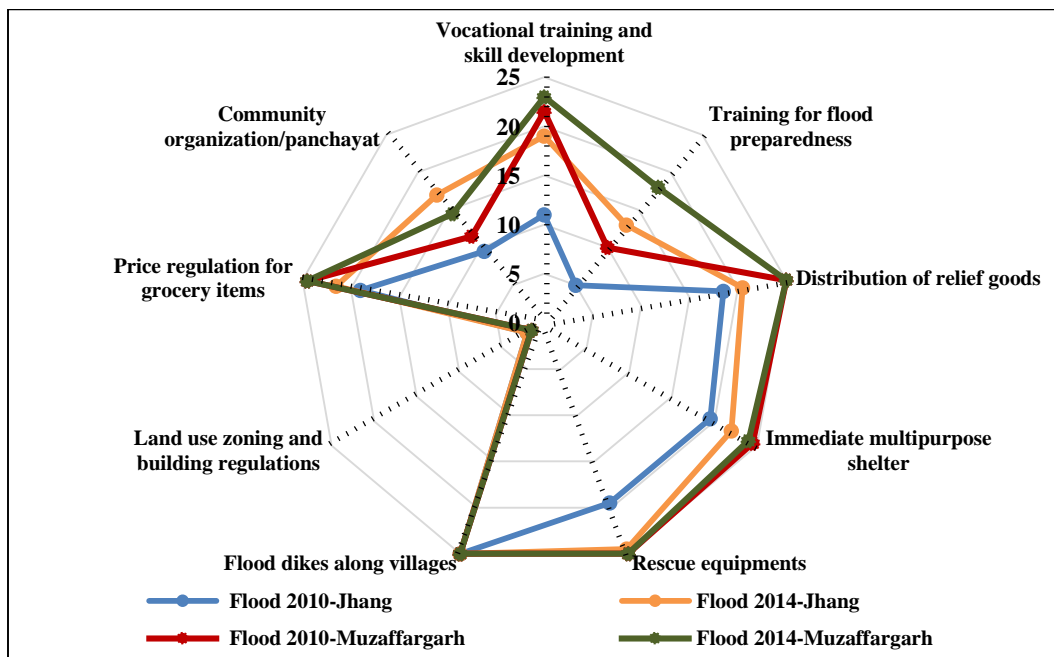 Vocational training and
skill development
25
20
15
10
5
0
Training for flood
preparedness
Distribution of relief goods
Immediate multipurpose
shelter
Rescue equipments
Flood dikes along villages
Land use zoning and
building regulations
Price regulation for
grocery items
Community
organization/panchayat
Flood 2010-Jhang
Flood 2014-Jhang
Flood 2010-Muzaffargarh
Flood 2014-Muzaffargarh